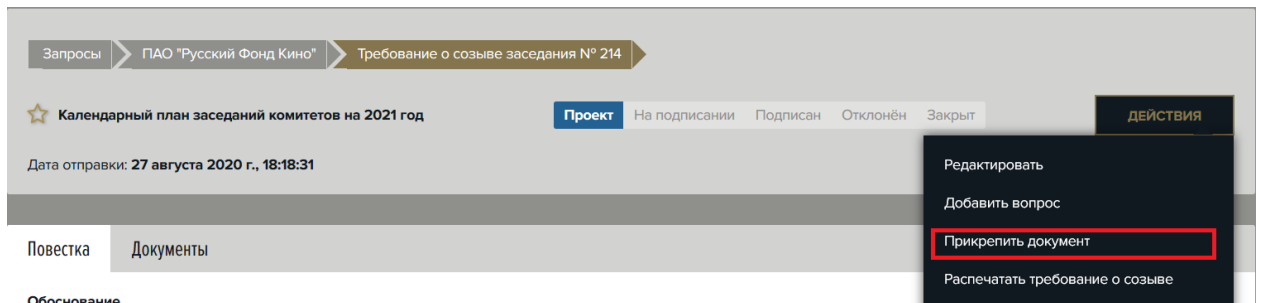 Запросы ПАО "Русский Фонд Кино" Требование о созыве заседания № 214
Календарный план заседаний комитетов на 2021 год
Проект На подписании Подписан Отклонён Закрыт
ДЕЙСТВИЯ
Дата отправки: 27 августа 2020 г., 18:18:31
Редактировать
Добавить вопрос
Прикрепить документ
Распечатать требование о созыве
Повестка Документы
Обоснование